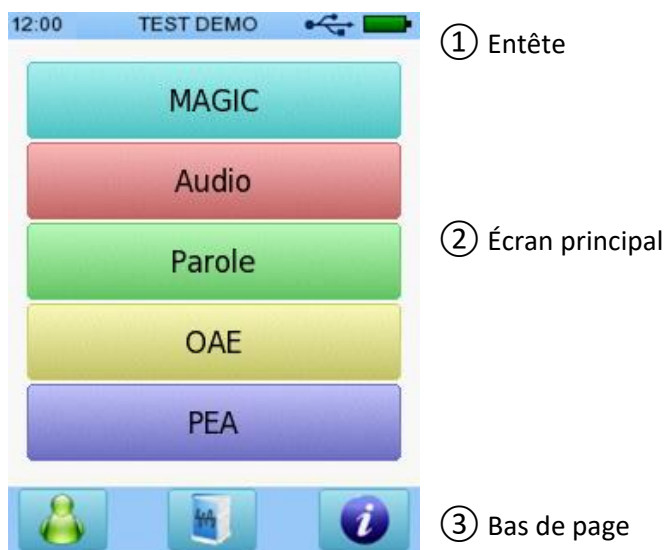 12:00 TEST DEMO
① Entête
MAGIC
Audio
② Écran principal
Parole
OAE
PEA
i
③ Bas de page